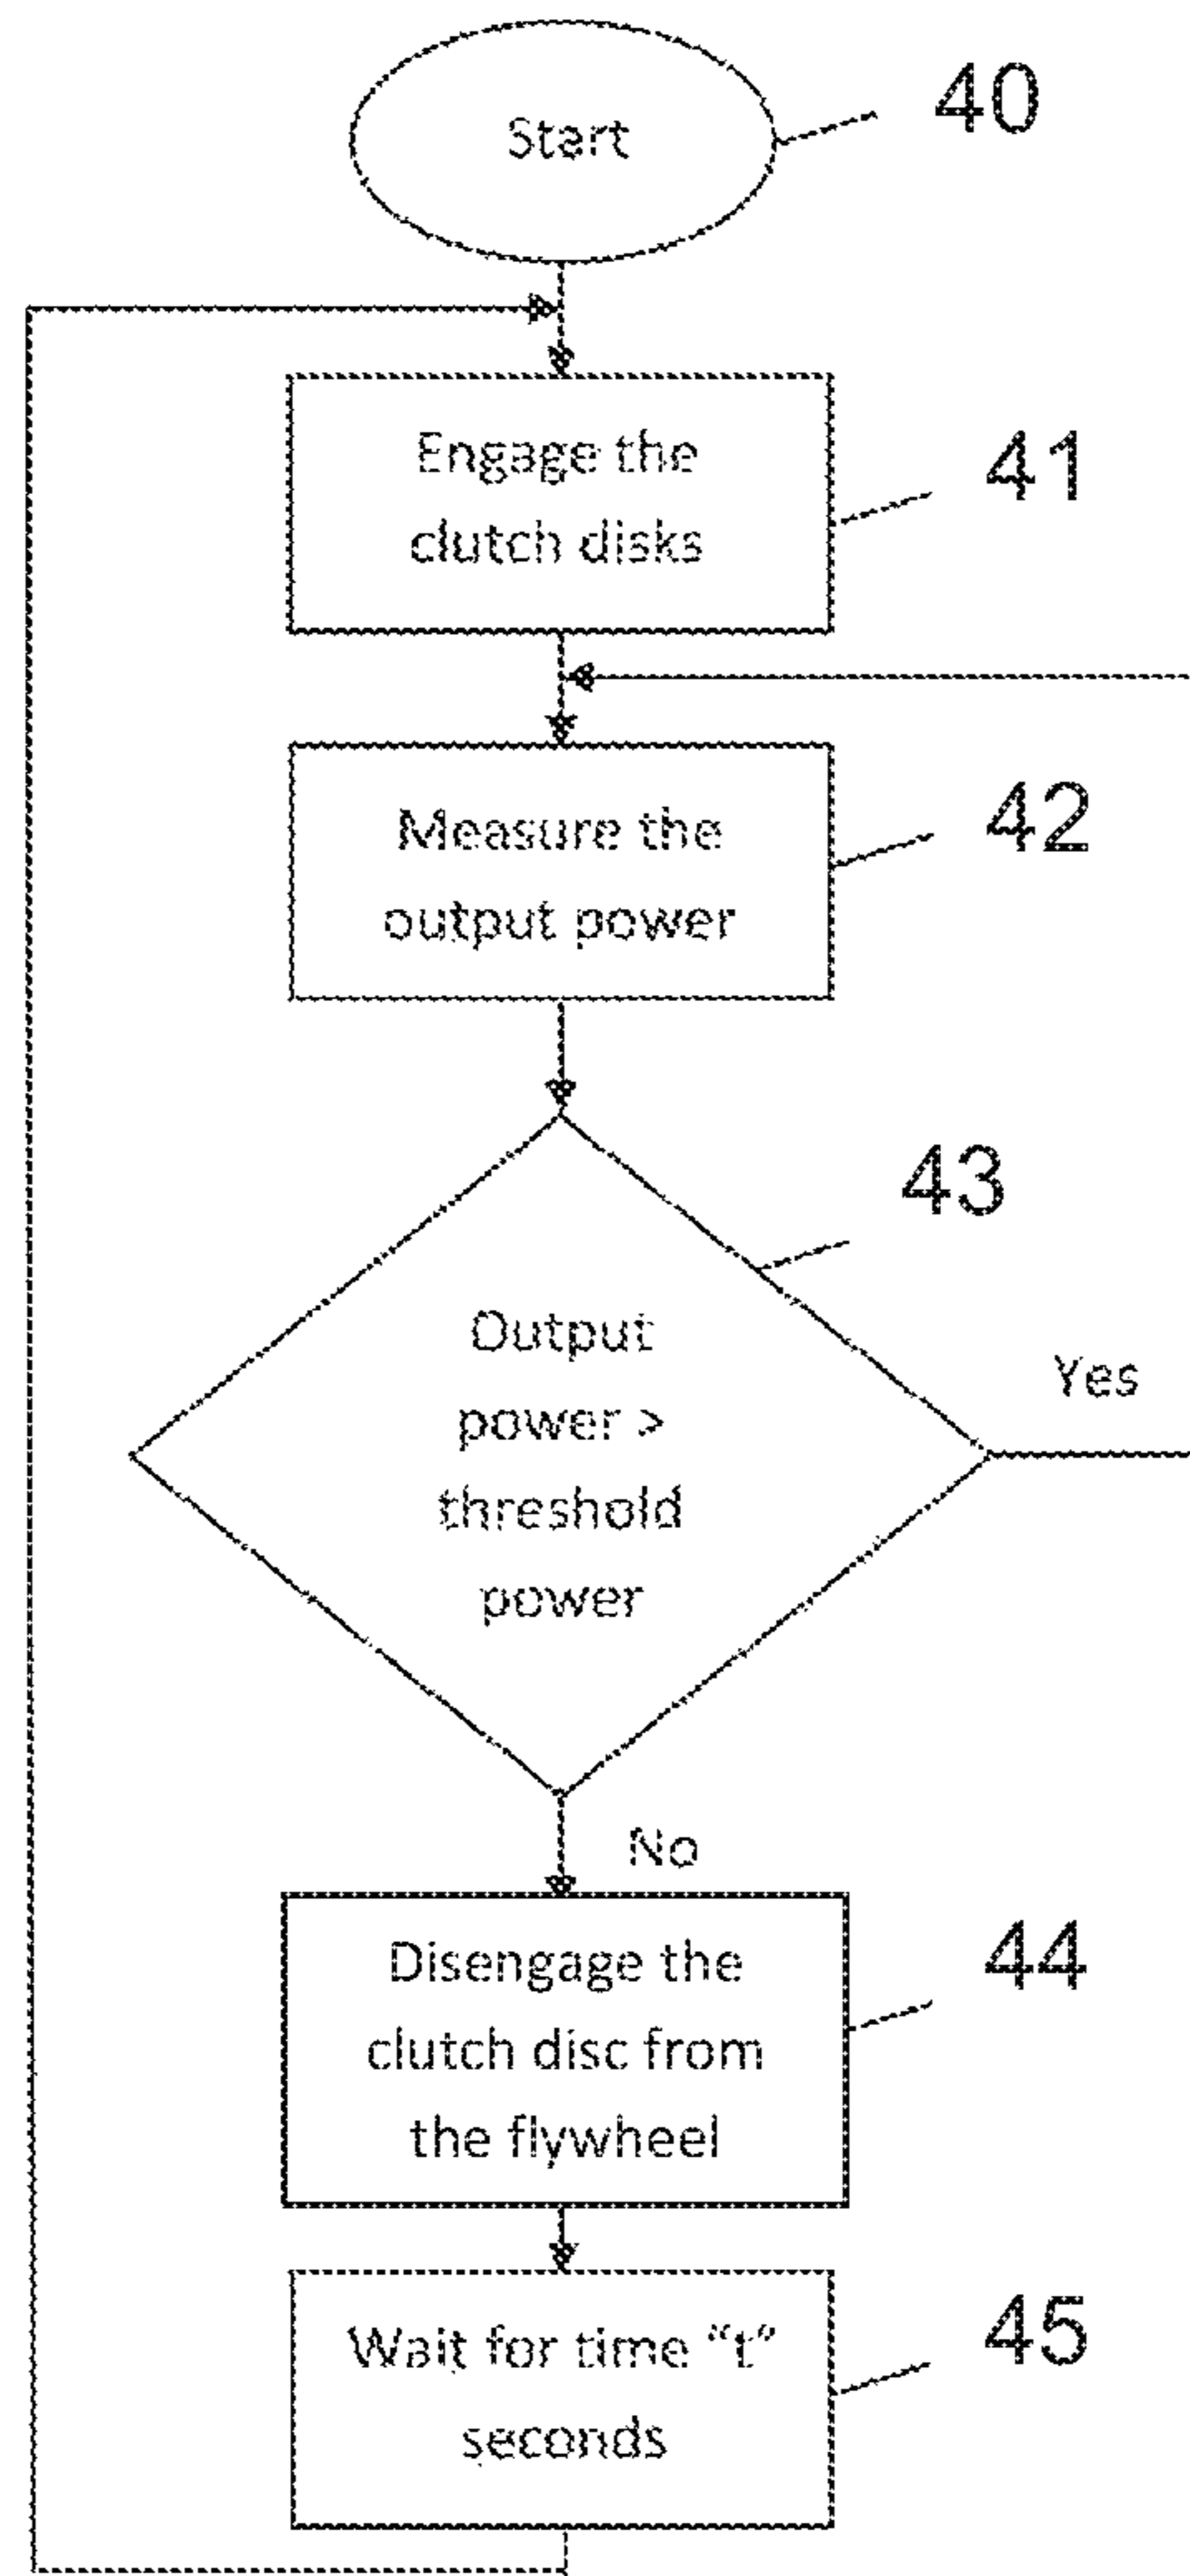 Start
40
Engage the
clutch disks
41
Measure the
output power
42
43
Output
power >
threshold
power
Yes
No
Disengage the
clutch disc from
the flywheel
44
Wait for time “t”
seconds
45